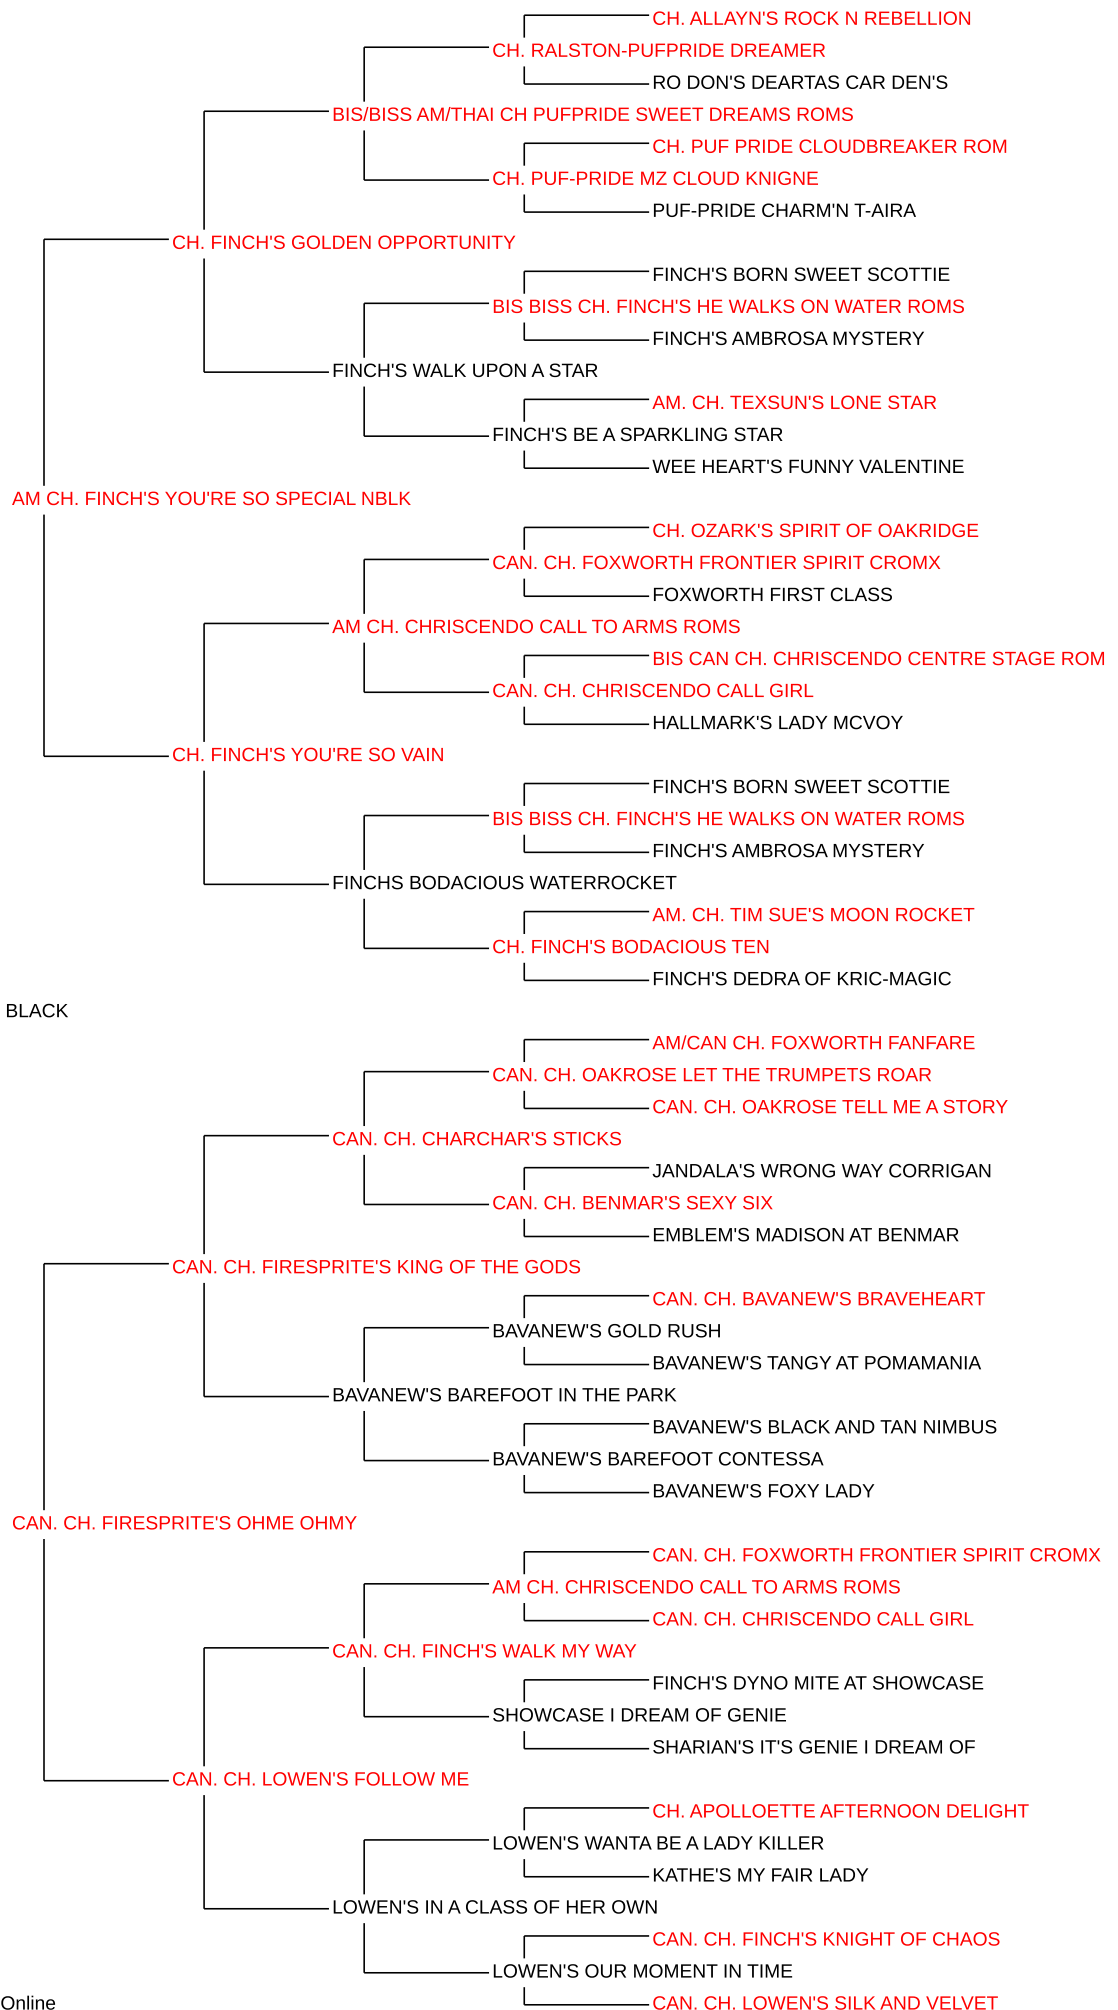 CH. ALLAYN'S ROCK N REBELLION
CH. RALSTON-PUFPRIDE DREAMER
RO DON'S DEARTAS CAR DEN'S
BIS/BISS AM/THAI CH PUFPRIDE SWEET DREAMS ROMS
CH. PUF PRIDE CLOUDBREAKER ROM
CH. PUF-PRIDE MZ CLOUD KNIGNE
PUF-PRIDE CHARM'N T-AIRA
CH. FINCH'S GOLDEN OPPORTUNITY
FINCH'S BORN SWEET SCOTTIE
BIS BISS CH. FINCH'S HE WALKS ON WATER ROMS
FINCH'S AMBROSA MYSTERY
FINCH'S WALK UPON A STAR
AM. CH. TEXSUN'S LONE STAR
FINCH'S BE A SPARKLING STAR
WEE HEART'S FUNNY VALENTINE
AM CH. FINCH'S YOU'RE SO SPECIAL NBLK
CH. OZARK'S SPIRIT OF OAKRIDGE
CAN. CH. FOXWORTH FRONTIER SPIRIT CROMX
FOXWORTH FIRST CLASS
AM CH. CHRISCENDO CALL TO ARMS ROMS
BIS CAN CH. CHRISCENDO CENTRE STAGE ROM
CAN. CH. CHRISCENDO CALL GIRL
HALLMARK'S LADY MCVOY
CH. FINCH'S YOU'RE SO VAIN
FINCH'S BORN SWEET SCOTTIE
BIS BISS CH. FINCH'S HE WALKS ON WATER ROMS
FINCH'S AMBROSA MYSTERY
FINCHS BODACIOUS WATERROCKET
AM. CH. TIM SUE'S MOON ROCKET
CH. FINCH'S BODACIOUS TEN
FINCH'S DEDRA OF KRIC-MAGIC
BLACK
AM/CAN CH. FOXWORTH FANFARE
CAN. CH. OAKROSE LET THE TRUMPETS ROAR
CAN. CH. OAKROSE TELL ME A STORY
CAN. CH. CHARCHAR'S STICKS
JANDALA'S WRONG WAY CORRIGAN
CAN. CH. BENMAR'S SEXY SIX
EMBLEM'S MADISON AT BENMAR
CAN. CH. FIRESPRITE'S KING OF THE GODS
CAN. CH. BAVANEW'S BRAVEHEART
BAVANEW'S GOLD RUSH
BAVANEW'S TANGY AT POMAMANIA
BAVANEW'S BAREFOOT IN THE PARK
BAVANEW'S BLACK AND TAN NIMBUS
BAVANEW'S BAREFOOT CONTESSA
BAVANEW'S FOXY LADY
CAN. CH. FIRESPRITE'S OHME OHMY
CAN. CH. FOXWORTH FRONTIER SPIRIT CROMX
AM CH. CHRISCENDO CALL TO ARMS ROMS
CAN. CH. CHRISCENDO CALL GIRL
CAN. CH. FINCH'S WALK MY WAY
FINCH'S DYNO MITE AT SHOWCASE
SHOWCASE I DREAM OF GENIE
SHARIAN'S IT'S GENIE I DREAM OF
CAN. CH. LOWEN'S FOLLOW ME
CH. APOLLOETTE AFTERNOON DELIGHT
LOWEN'S WANTA BE A LADY KILLER
KATHE'S MY FAIR LADY
LOWEN'S IN A CLASS OF HER OWN
CAN. CH. FINCH'S KNIGHT OF CHAOS
LOWEN'S OUR MOMENT IN TIME
CAN. CH. LOWEN'S SILK AND VELVET
Online